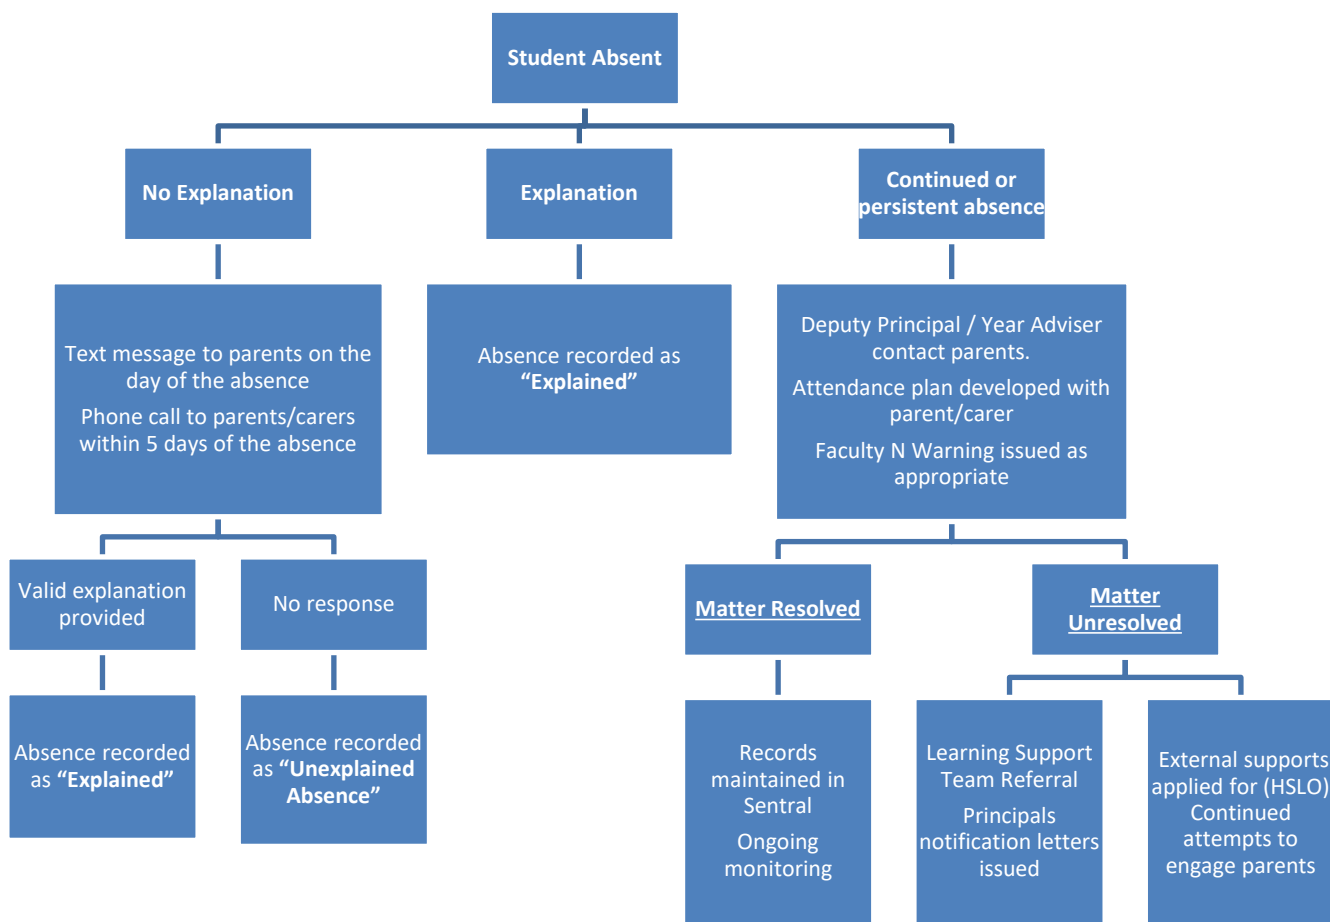 Student Absent
No Explanation
Explanation
Continued or
persistent absence
Text message to parents on the
day of the absence
Phone call to parents/carers
within 5 days of the absence
Absence recorded as
“Explained”
Deputy Principal / Year Adviser
contact parents.
Attendance plan developed with
parent/carer
Faculty N Warning issued as
appropriate
Valid explanation
provided
No response
Matter Resolved
Matter
Unresolved
Absence recorded
as “Explained”
Absence recorded
as “Unexplained
Absence”
Records
maintained in
Sentral
Ongoing
monitoring
Learning Support
Team Referral
Principals
notification letters
issued
External supports
applied for (HSLO)
Continued
attempts to
engage parents